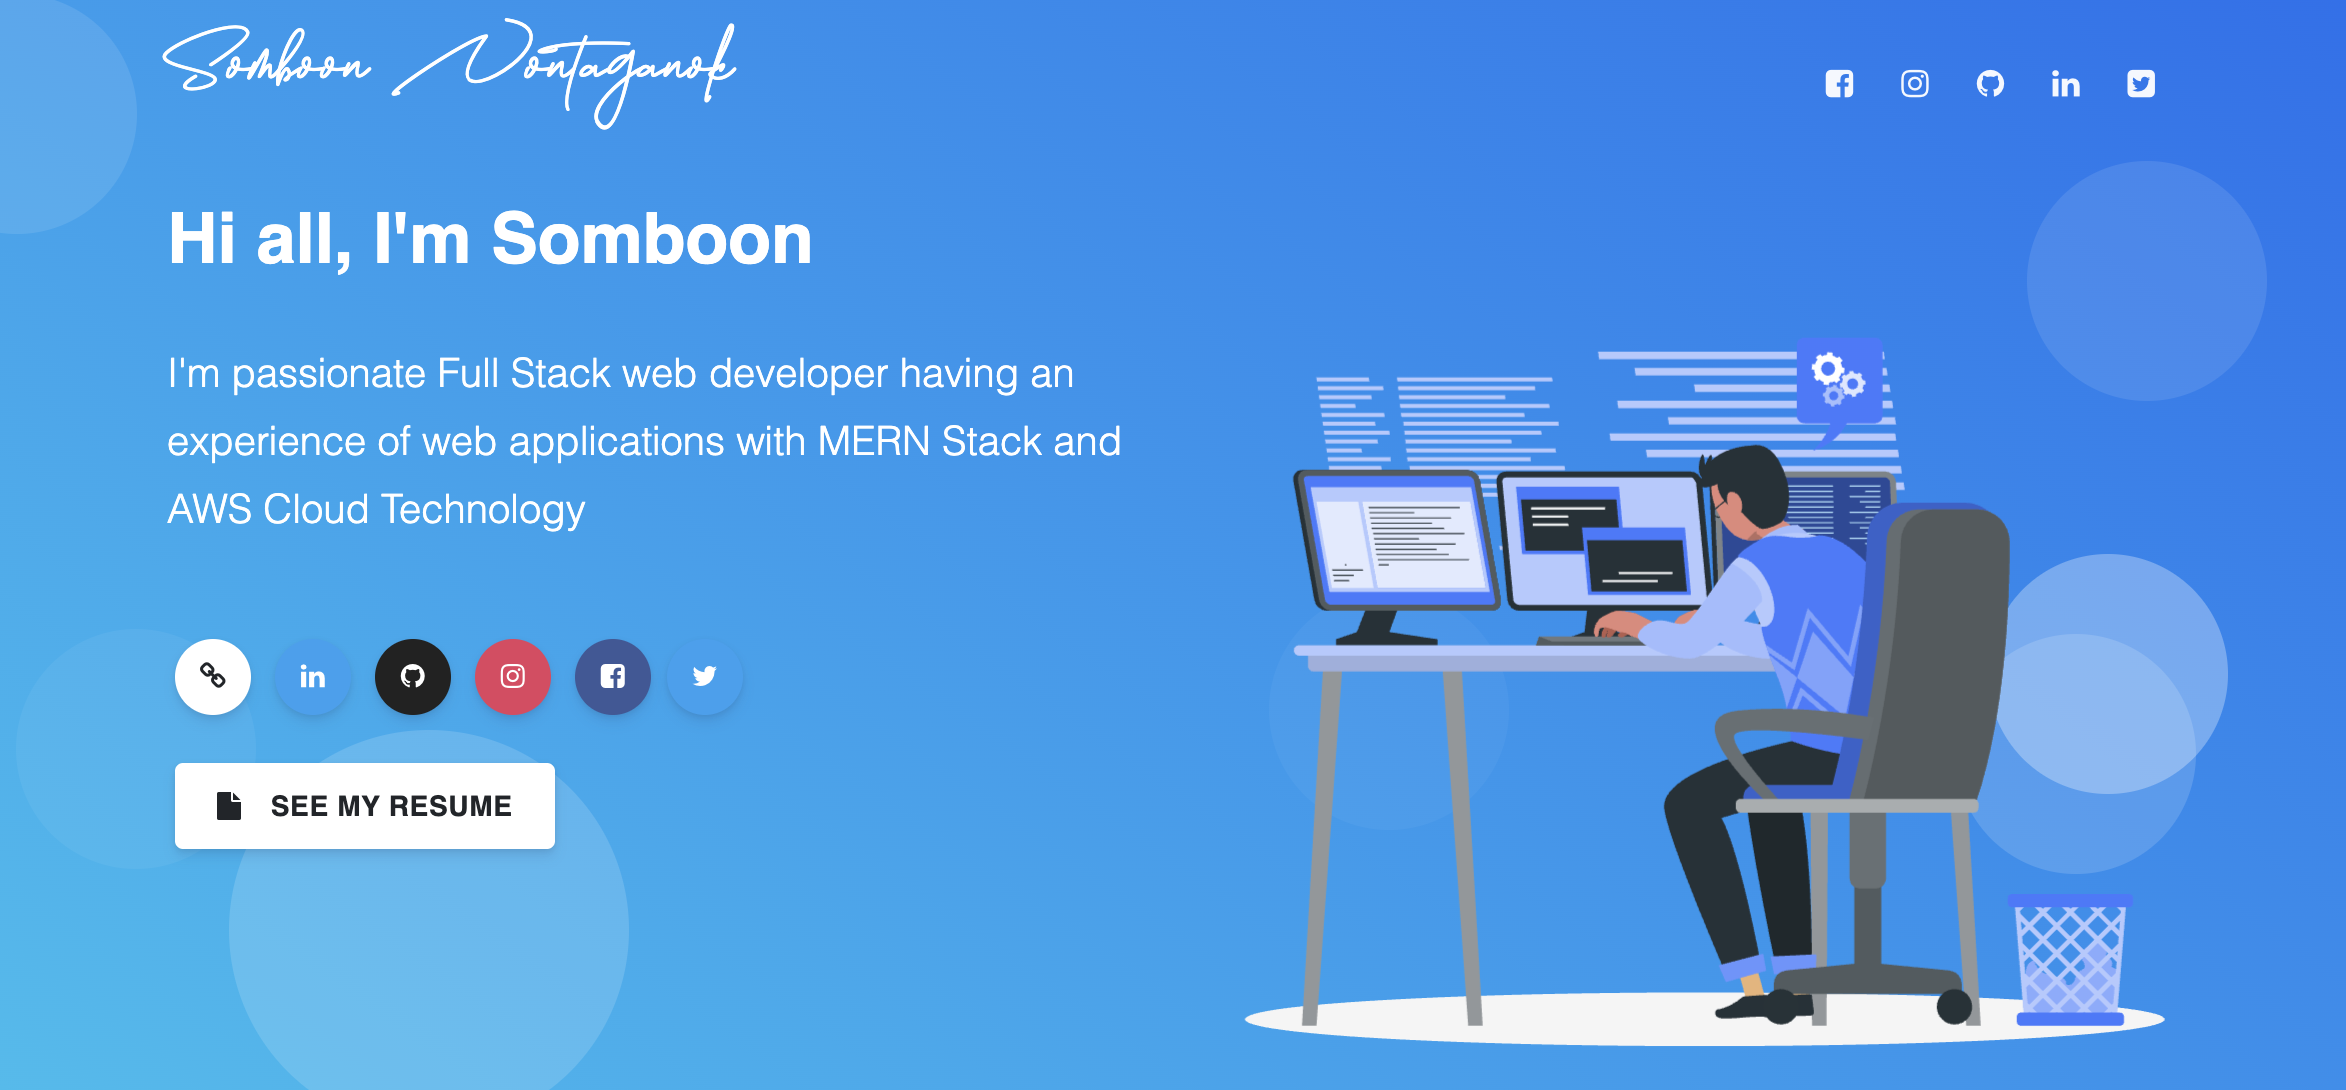 Somboon Nontaganok
Hi all, I'm Somboon
I'm passionate Full Stack web developer having an
experience of web applications with MERN Stack and
AWS Cloud Technology
SEE MY RESUME